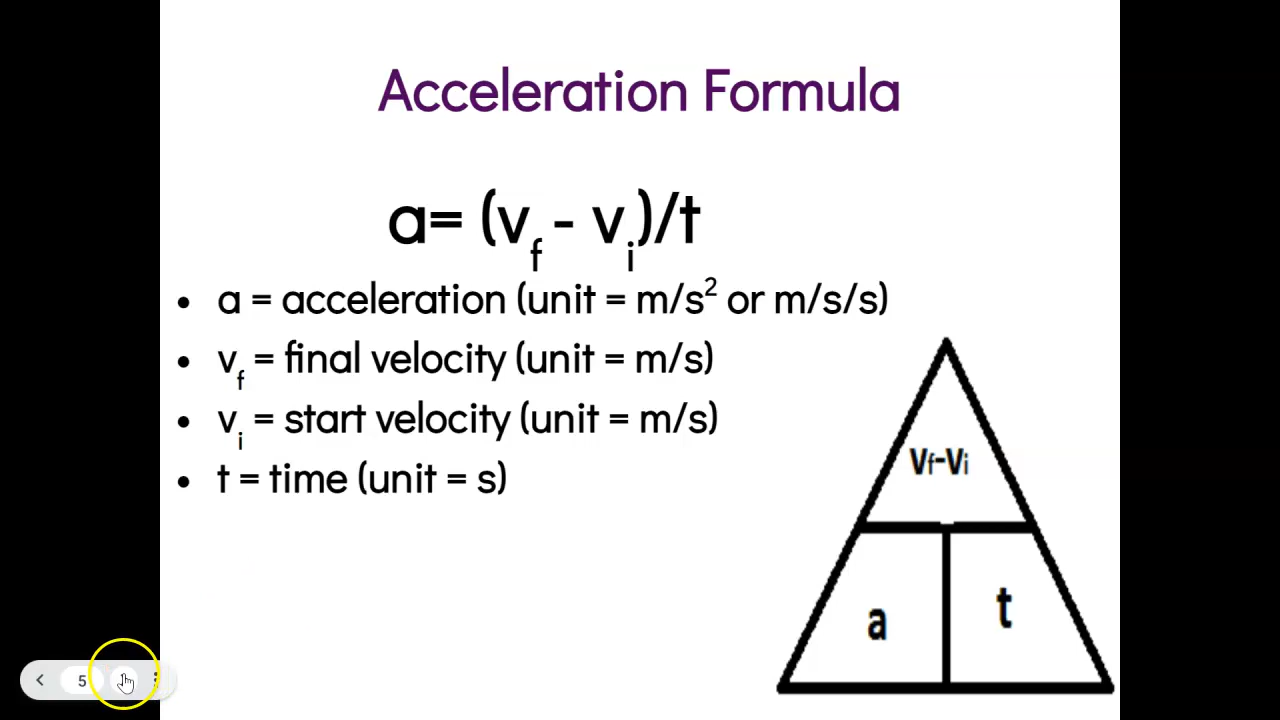 Acceleration Formula
a= (vf - vi)/t
• a = acceleration (unit = m/s² or m/s/s)
• vf = final velocity (unit = m/s)
• vi = start velocity (unit = m/s)
• t = time (unit = s)
vf-vi
a
t
5